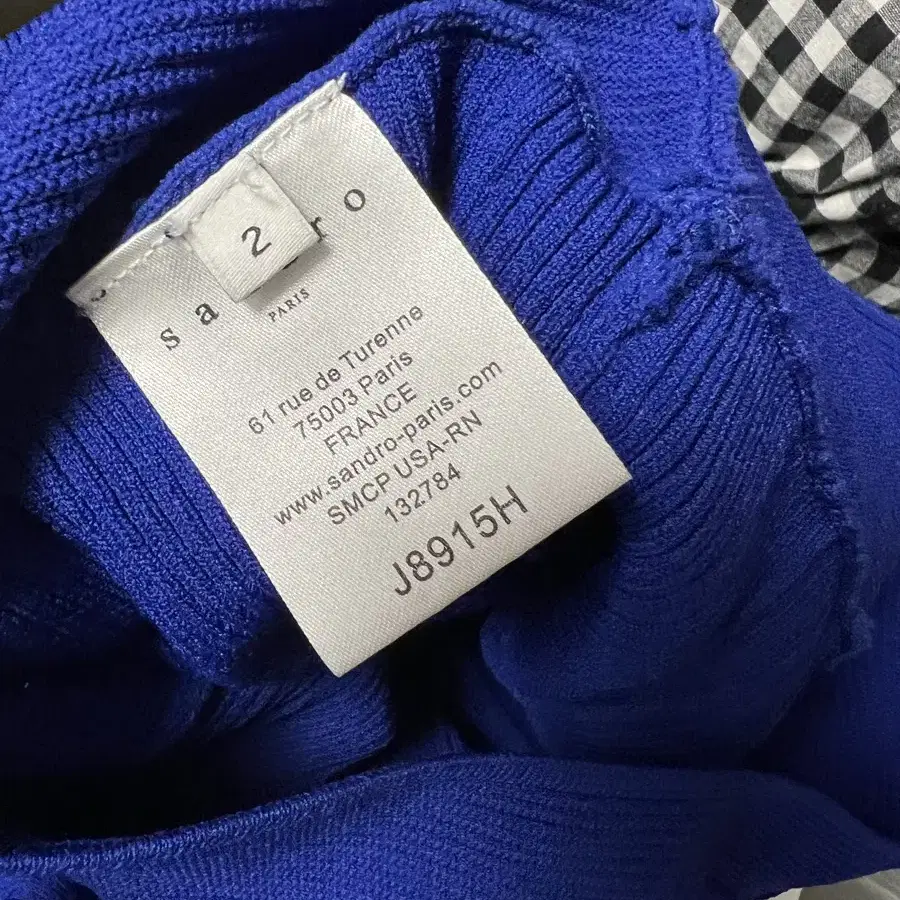 2
sa ro
PARIS
61 rue de Turenne
75003 Paris
FRANCE
www.sandro-paris.com
SMCP USA-RN
132784
J8915H